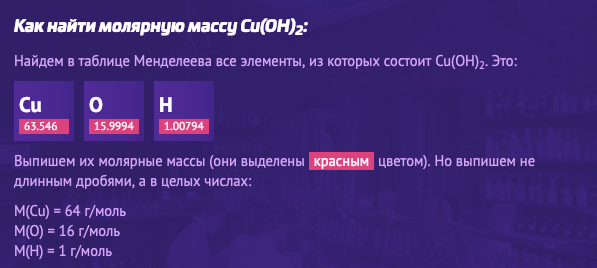 Как найти молярную массу Cu(OH)₂:
Найдем в таблице Менделеева все элементы, из которых состоит Cu(OH)₂. Это:
Cu O H
63.546 15.9994 1.00794
Выпишем их молярные массы (они выделены красным цветом). Но выпишем не
длинными дробями, а в целых числах:
M(Cu) = 64 г/моль
M(O) = 16 г/моль
M(H) = 1 г/моль